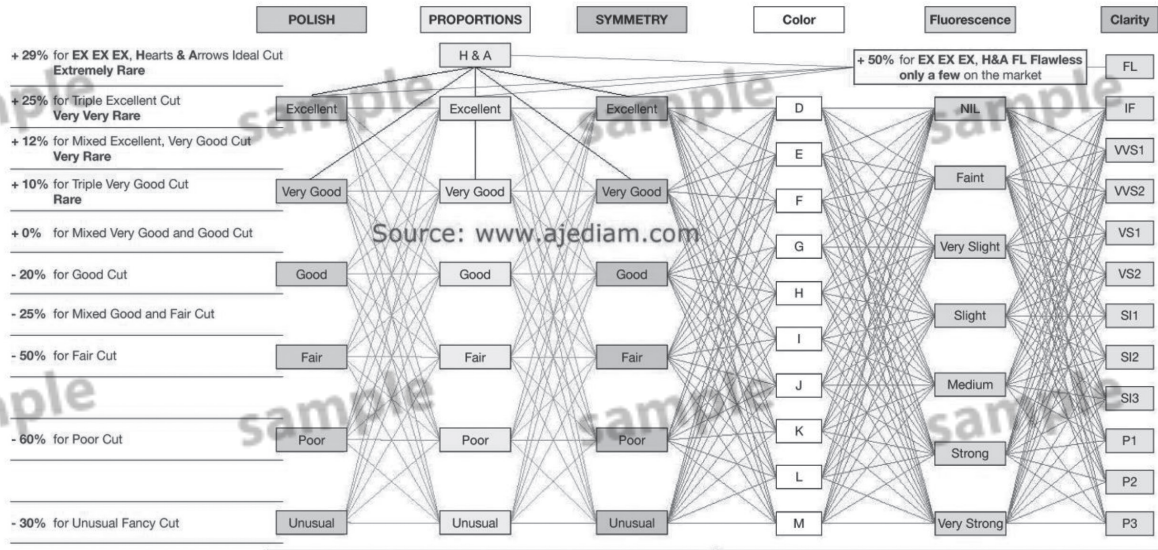 POLISH PROPORTIONS SYMMETRY Color Fluorescence Clarity
+ 29% for EX EX EX, Hearts & Arrows Ideal Cut
Extremely Rare
H & A
+ 50% for EX EX EX, H&A FL Flawless
only a few on the market
FL
+ 25% for Triple Excellent Cut
Very Very Rare
Excellent Excellent Excellent D NIL IF
+ 12% for Mixed Excellent, Very Good Cut
Very Rare
E VVS1
Faint
+ 10% for Triple Very Good Cut
Rare
Very Good Very Good Very Good F VVS2
+ 0% for Mixed Very Good and Good Cut
Source: www.ajediam.com
G Very Slight VS1
- 20% for Good Cut
Good Good Good H VS2
- 25% for Mixed Good and Fair Cut
Slight SI1
I
- 50% for Fair Cut
Fair Fair Fair SI2
J Medium SI3
- 60% for Poor Cut
Poor Poor Poor K Strong P1
L P2
- 30% for Unusual Fancy Cut
Unusual Unusual Unusual M Very Strong P3
sample sample sample sample
sample sample sample sample